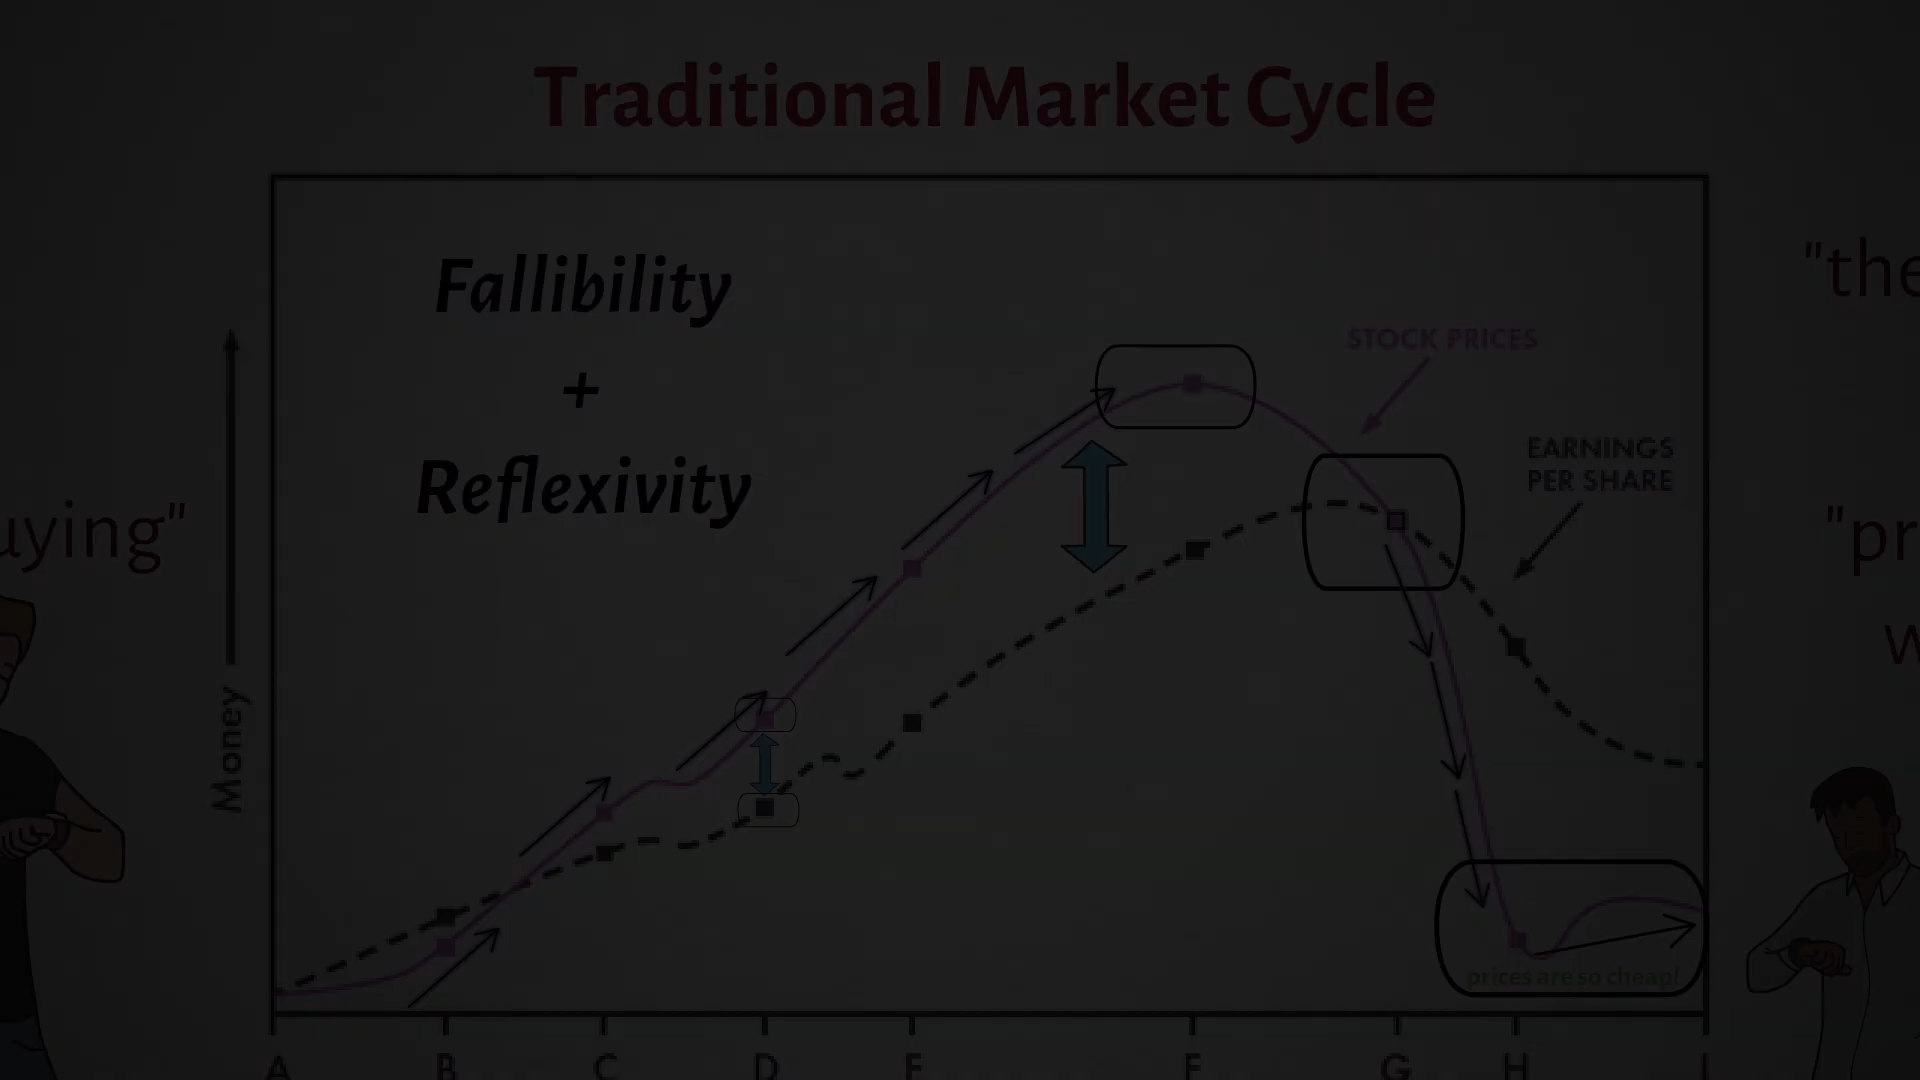 Traditional Market Cycle
Fallibility
+
Reflexivity
"the
STOCK PRICES
EARNINGS
PER SHARE
uying"
"pr
w
Money
prices are so cheap!
A B C D E F G H I